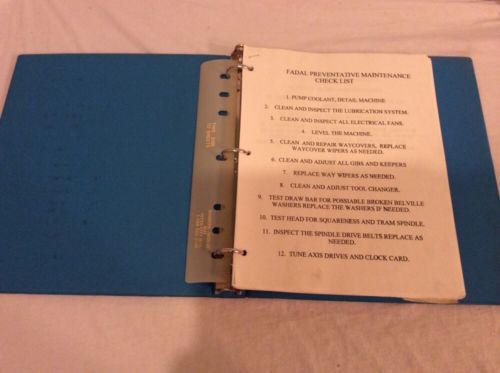 FADAL PREVENTATIVE MAINTENANCE
CHECK LIST
1. PUMP COOLANT, DETAIL MACHINE
2. CLEAN AND INSPECT THE LUBRICATION SYSTEM.
3. CLEAN AND INSPECT ALL ELECTRICAL FANS.
4. LEVEL THE MACHINE.
5. CLEAN AND REPAIR WAYCOVERS, REPLACE
WAYCOVER WIPERS AS NEEDED.
6. CLEAN AND ADJUST ALL GIBS AND KEEPERS
7. REPLACE WAY WIPERS AS NEEDED.
8. CLEAN AND ADJUST TOOL CHANGER.
9. TEST DRAW BAR FOR POSSIABLE BROKEN BELVILLE
WASHERS REPLACE THE WASHERS IF NEEDED.
10. TEST HEAD FOR SQUARENESS AND TRAM SPINDLE.
11. INSPECT THE SPINDLE DRIVE BELTS REPLACE AS
NEEDED.
12. TUNE AXIS DRIVES AND CLOCK CARD.